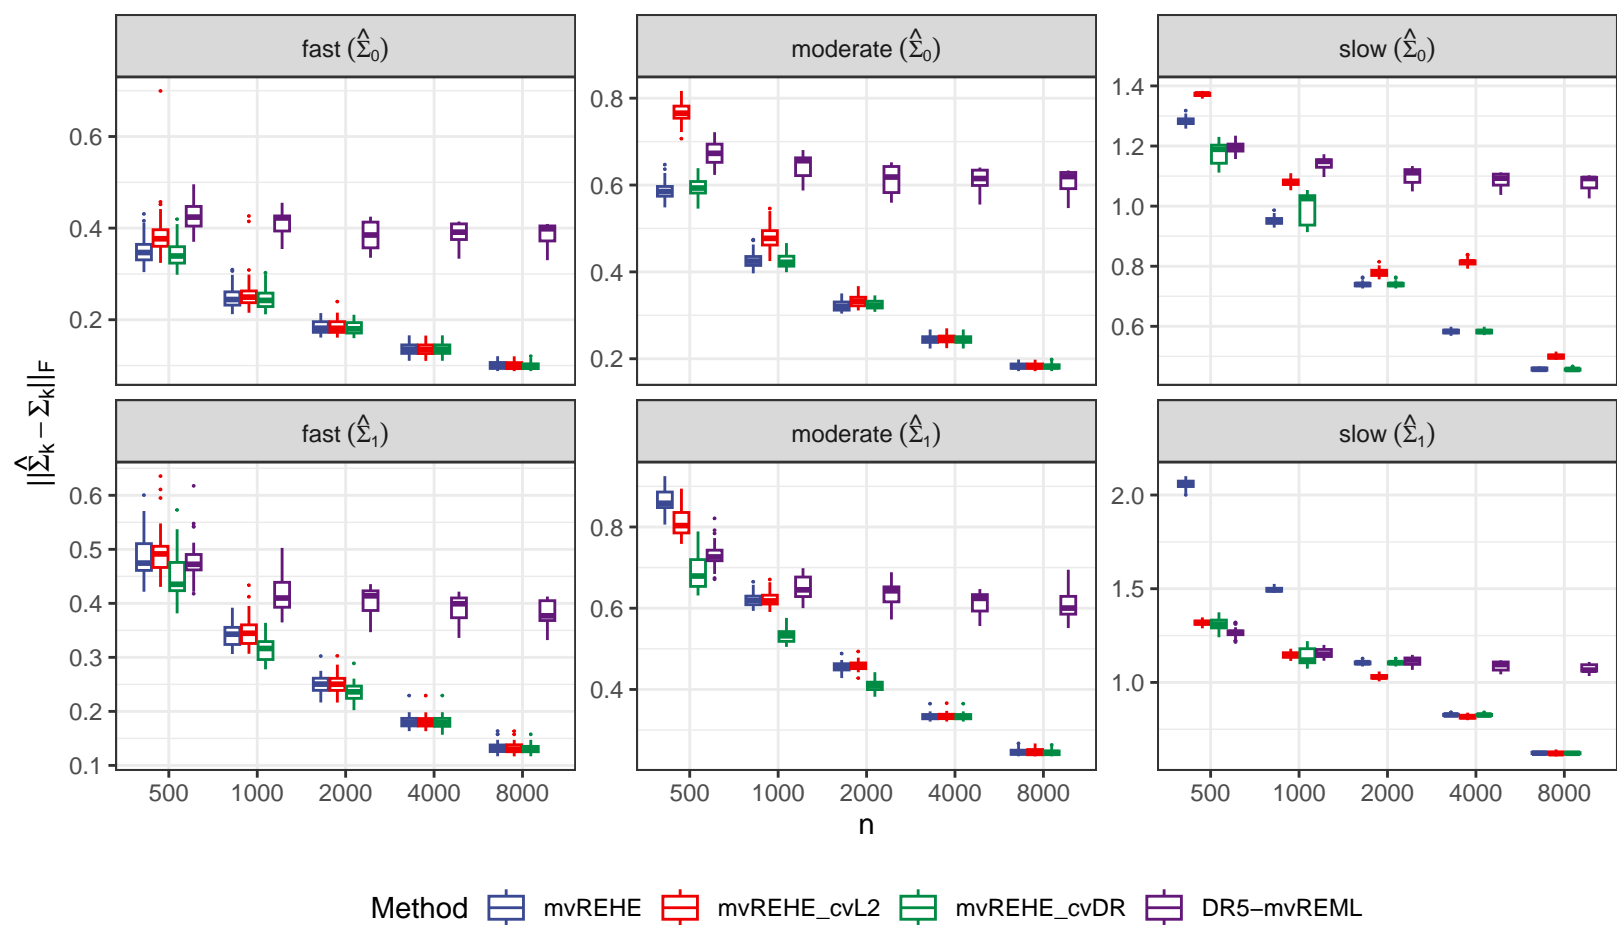 fast (Σ̂₀)
moderate (Σ̂₀)
slow (Σ̂₀)
0.6
0.4
0.2
0.8
0.6
0.4
0.2
1.4
1.2
1.0
0.8
0.6
||Σ̂ₖ − Σₖ||F
fast (Σ̂₁)
moderate (Σ̂₁)
slow (Σ̂₁)
0.6
0.5
0.4
0.3
0.2
0.1
0.8
0.6
0.4
2.0
1.5
1.0
500 1000 2000 4000 8000
500 1000 2000 4000 8000
500 1000 2000 4000 8000
n
Method mvREHE mvREHE_cvL2 mvREHE_cvDR DR5−mvREML